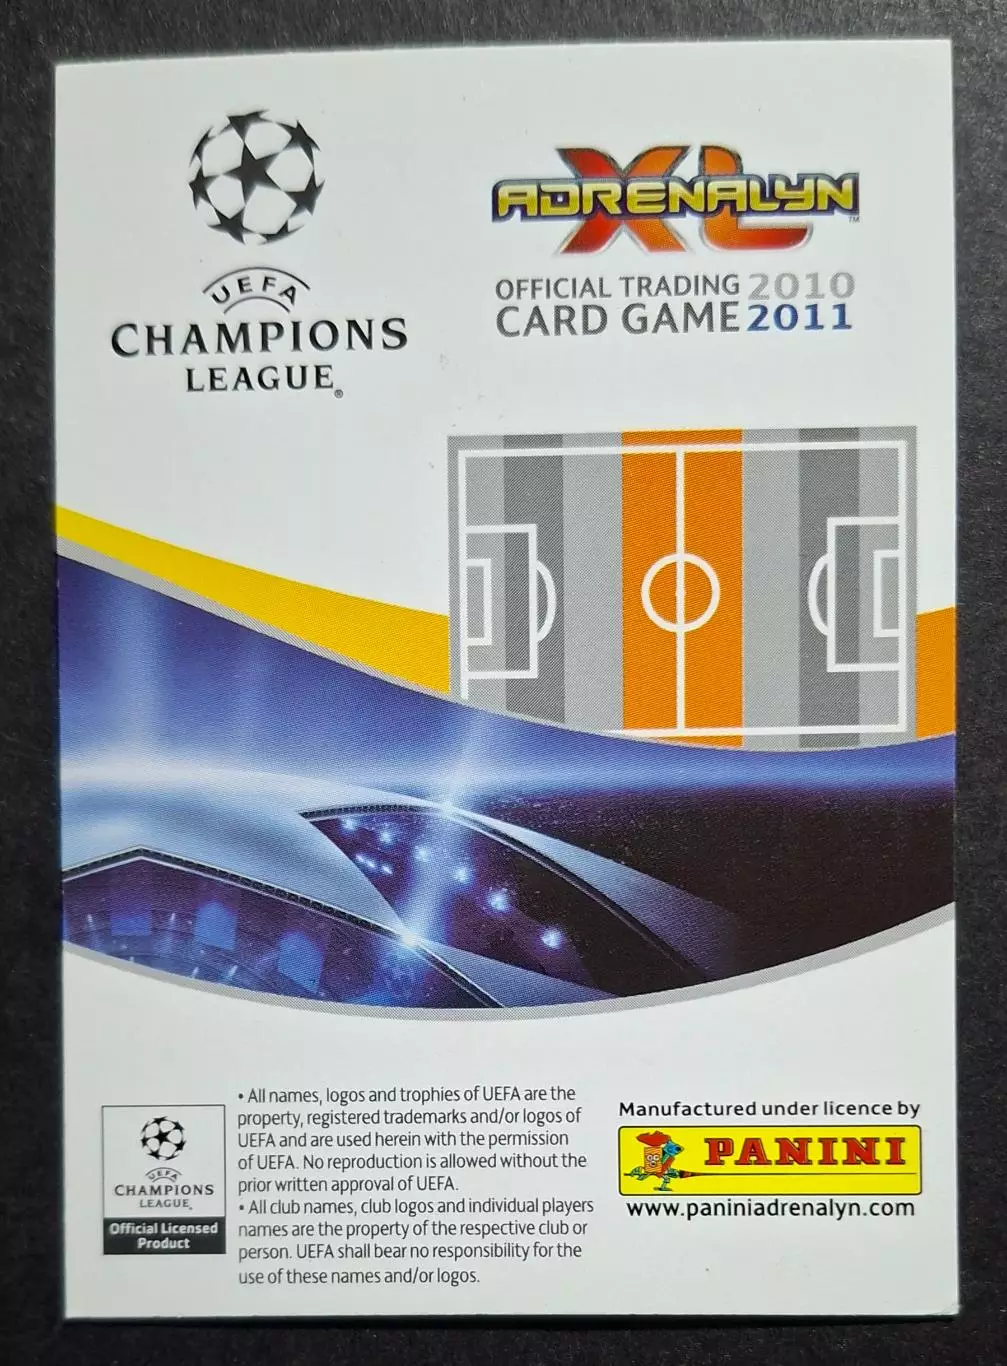 UEFA
CHAMPIONS
LEAGUE®
ADRENALYN XL™
OFFICIAL TRADING 2010
CARD GAME 2011
• All names, logos and trophies of UEFA are the
property, registered trademarks and/or logos of
UEFA and are used herein with the permission
of UEFA. No reproduction is allowed without the
prior written approval of UEFA.
• All club names, club logos and individual players
names are the property of the respective club or
person. UEFA shall bear no responsibility for the
use of these names and/or logos.
UEFA
CHAMPIONS
LEAGUE
Official Licensed
Product
Manufactured under licence by
PANINI
www.paniniadrenalyn.com